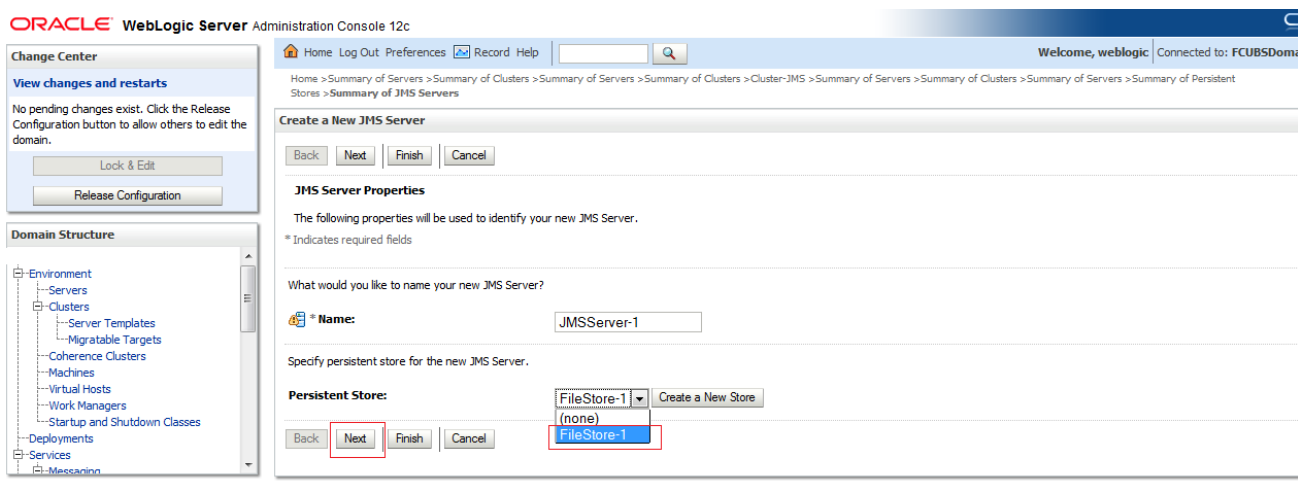 ORACLE WebLogic Server Administration Console 12c
Change Center
View changes and restarts
No pending changes exist. Click the Release
Configuration button to allow others to edit the
domain.
Lock & Edit
Release Configuration
Domain Structure
Environment
Servers
Clusters
Server Templates
Migratable Targets
Coherence Clusters
Machines
Virtual Hosts
Work Managers
Startup and Shutdown Classes
Deployments
Services
Messaging
Home Log Out Preferences Record Help
Welcome, weblogic Connected to: FCUBSDoma
Home >Summary of Servers >Summary of Clusters >Summary of Servers >Summary of Clusters >Cluster-JMS >Summary of Servers >Summary of Clusters >Summary of Servers >Summary of Persistent
Stores >Summary of JMS Servers
Create a New JMS Server
Back Next Finish Cancel
JMS Server Properties
The following properties will be used to identify your new JMS Server.
* Indicates required fields
What would you like to name your new JMS Server?
* Name: JMSServer-1
Specify persistent store for the new JMS Server.
Persistent Store: FileStore-1 Create a New Store
(none)
FileStore-1
Back Next Finish Cancel